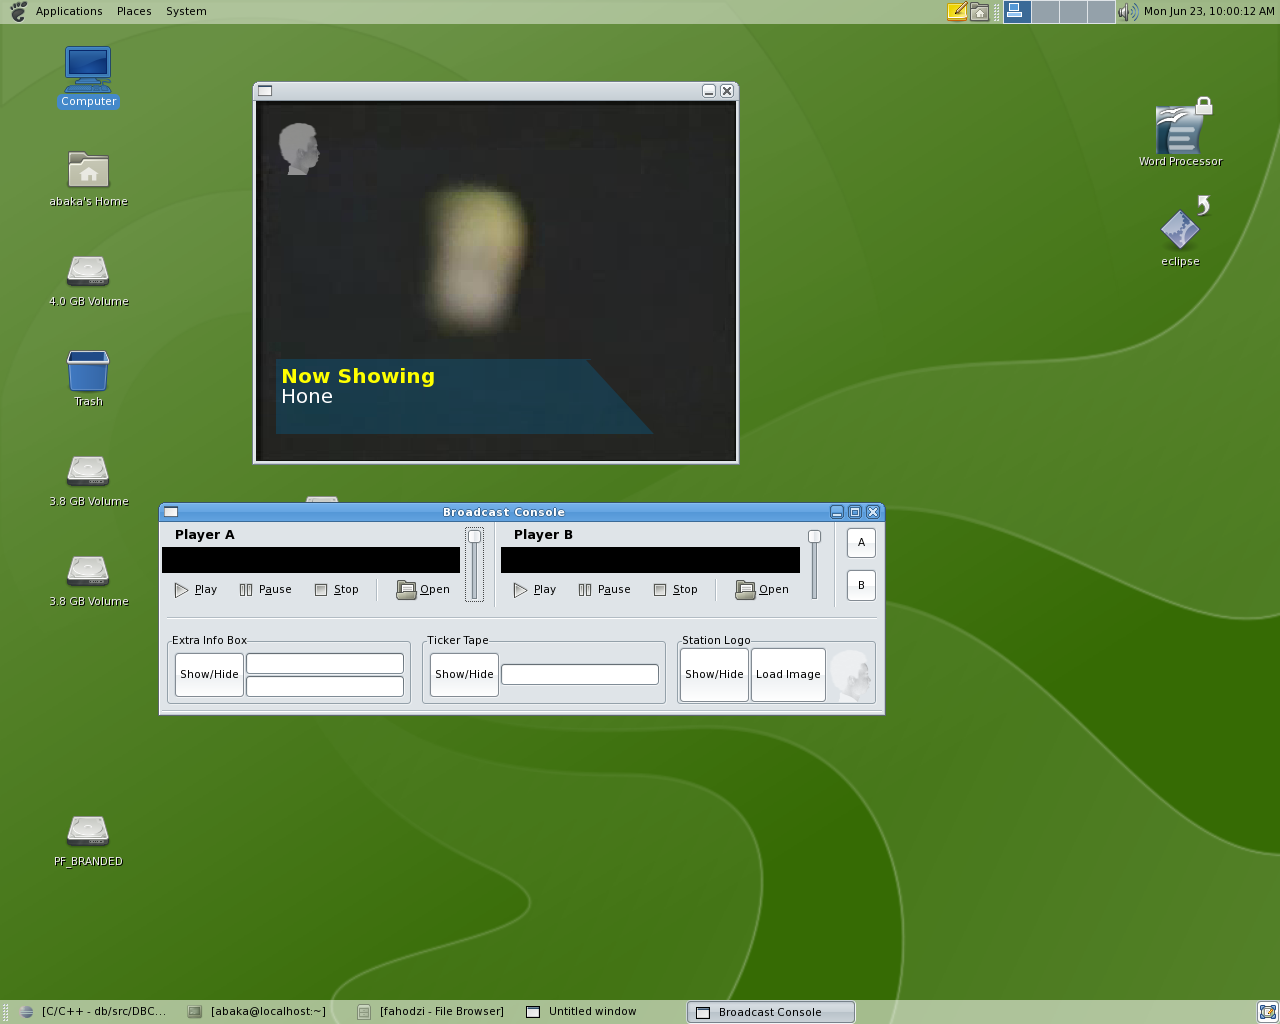 Applications Places System
Mon Jun 23, 10:00:12 AM
Computer
abaka's Home
4.0 GB Volume
Trash
3.8 GB Volume
3.8 GB Volume
PF_BRANDED
Word Processor
eclipse
Now Showing
Hone
Broadcast Console
Player A
Play Pause Stop Open
Player B
Play Pause Stop Open
A
B
Extra Info Box
Show/Hide
Ticker Tape
Show/Hide
Station Logo
Show/Hide Load Image
[C/C++ - db/src/DBC... [abaka@localhost:~] [fahodzi - File Browser] Untitled window Broadcast Console